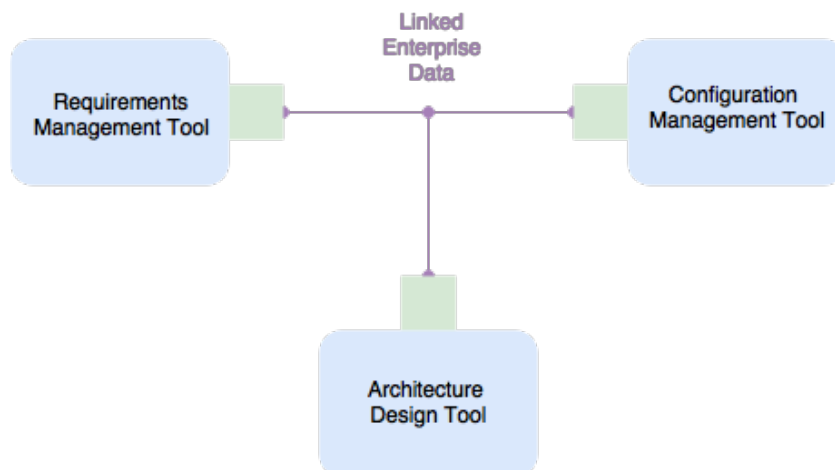 Linked
Enterprise
Data
Requirements
Management Tool
Configuration
Management Tool
Architecture
Design Tool